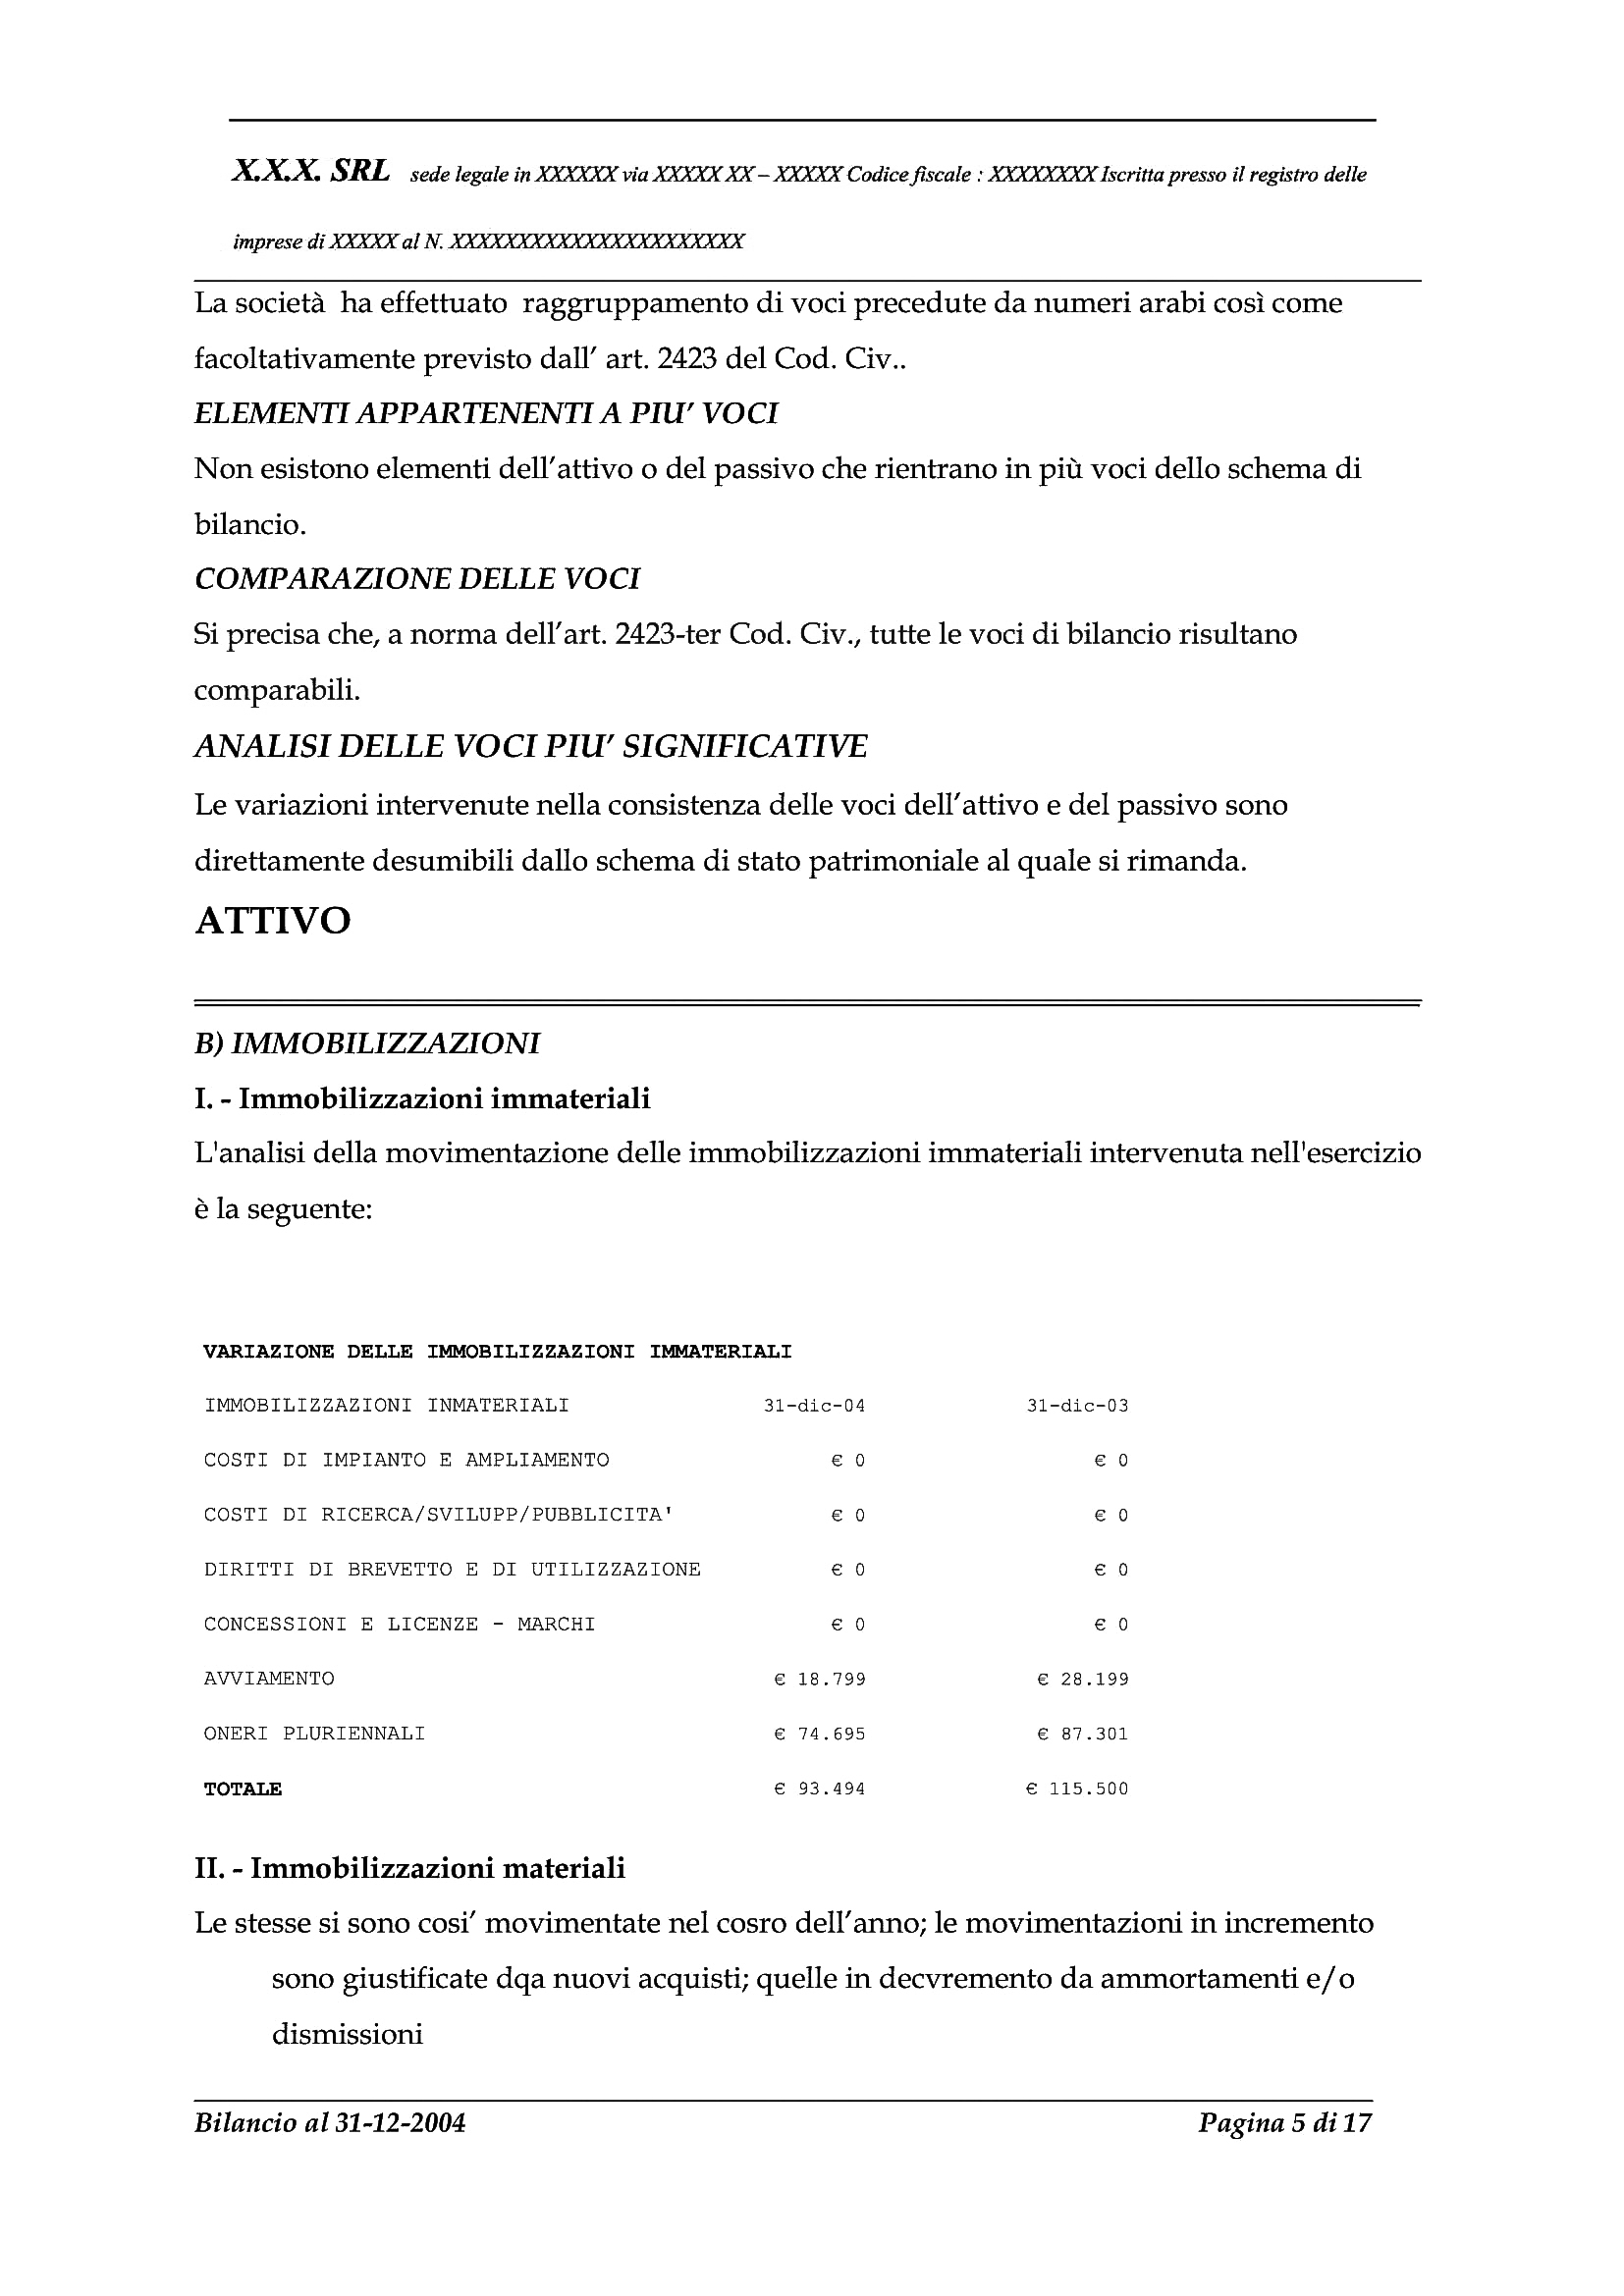 X.X.X. SRL sede legale in XXXXXX via XXXXX XX – XXXXX Codice fiscale : XXXXXXXX Iscritta presso il registro delle
imprese di XXXXX al N. XXXXXXXXXXXXXXXXXXXXXX
La società ha effettuato raggruppamento di voci precedute da numeri arabi così come
facoltativamente previsto dall’ art. 2423 del Cod. Civ..
ELEMENTI APPARTENENTI A PIU’ VOCI
Non esistono elementi dell’attivo o del passivo che rientrano in più voci dello schema di
bilancio.
COMPARAZIONE DELLE VOCI
Si precisa che, a norma dell’art. 2423-ter Cod. Civ., tutte le voci di bilancio risultano
comparabili.
ANALISI DELLE VOCI PIU’ SIGNIFICATIVE
Le variazioni intervenute nella consistenza delle voci dell’attivo e del passivo sono
direttamente desumibili dallo schema di stato patrimoniale al quale si rimanda.
ATTIVO
B) IMMOBILIZZAZIONI
I. - Immobilizzazioni immateriali
L'analisi della movimentazione delle immobilizzazioni immateriali intervenuta nell'esercizio
è la seguente:
VARIAZIONE DELLE IMMOBILIZZAZIONI IMMATERIALI
IMMOBILIZZAZIONI INMATERIALI 31-dic-04 31-dic-03
COSTI DI IMPIANTO E AMPLIAMENTO € 0 € 0
COSTI DI RICERCA/SVILUPP/PUBBLICITA' € 0 € 0
DIRITTI DI BREVETTO E DI UTILIZZAZIONE € 0 € 0
CONCESSIONI E LICENZE - MARCHI € 0 € 0
AVVIAMENTO € 18.799 € 28.199
ONERI PLURIENNALI € 74.695 € 87.301
TOTALE € 93.494 € 115.500
II. - Immobilizzazioni materiali
Le stesse si sono cosi’ movimentate nel cosro dell’anno; le movimentazioni in incremento
sono giustificate dqa nuovi acquisti; quelle in decvremento da ammortamenti e/o
dismissioni
Bilancio al 31-12-2004 Pagina 5 di 17